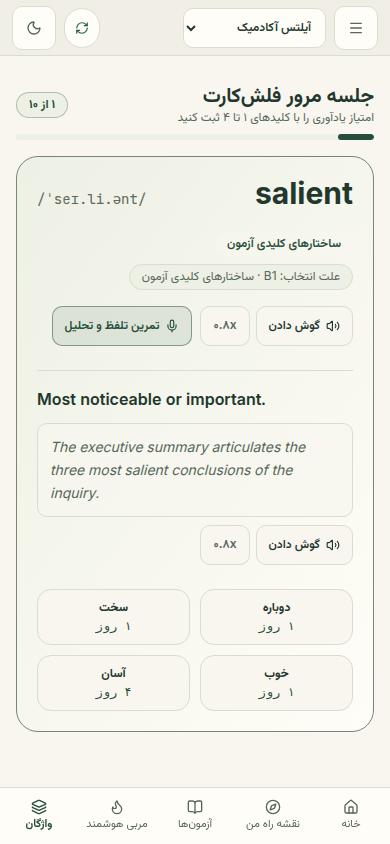 آیلتس آکادمیک
جلسه مرور فلش‌کارت
۱ از ۱۰
امتیاز یادآوری را با کلیدهای ۱ تا ۴ ثبت کنید
salient
/ˈseɪ.li.ənt/
ساختارهای کلیدی آزمون
علت انتخاب: B1 · ساختارهای کلیدی آزمون
گوش دادن
۰.۸x
تمرین تلفظ و تحلیل
Most noticeable or important.
The executive summary articulates the
three most salient conclusions of the
inquiry.
گوش دادن
۰.۸x
دوباره
۱ روز
سخت
۱ روز
خوب
۱ روز
آسان
۴ روز
خانه
نقشه راه من
آزمون‌ها
مربی هوشمند
واژگان